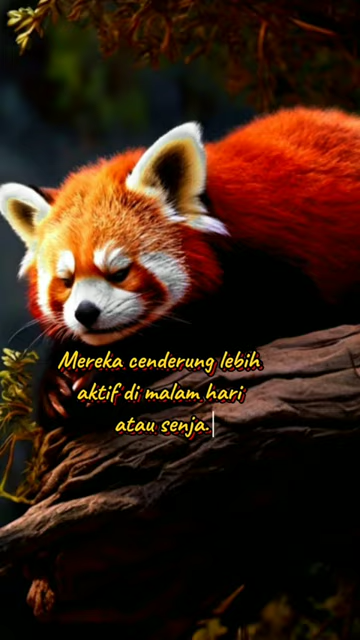 Mereka cenderung lebih
aktif di malam hari
atau senja.